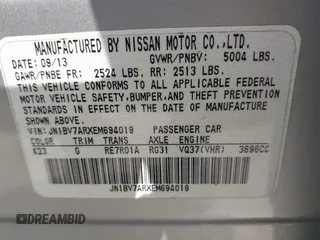 MANUFACTURED BY NISSAN MOTOR CO.,LTD.
DATE: 09/13 GVWR/PNBV: 5004 LBS.
GAWR/PNBE FR: 2524 LBS. RR: 2513 LBS.
THIS VEHICLE CONFORMS TO ALL APPLICABLE FEDERAL
MOTOR VEHICLE SAFETY,BUMPER,AND THEFT PREVENTION
STANDARDS IN EFFECT ON THE DATE OF MANUFACTURE
SHOWN ABOVE.
VIN:JN1BV7ARXEM694019 PASSENGER CAR
COLOR TRIM TRANS AXLE ENGINE
K23 G RE7R01A RG31 VQ37(VHR) 3696CC
JN1BV7ARXEM694019
© DREAMBID